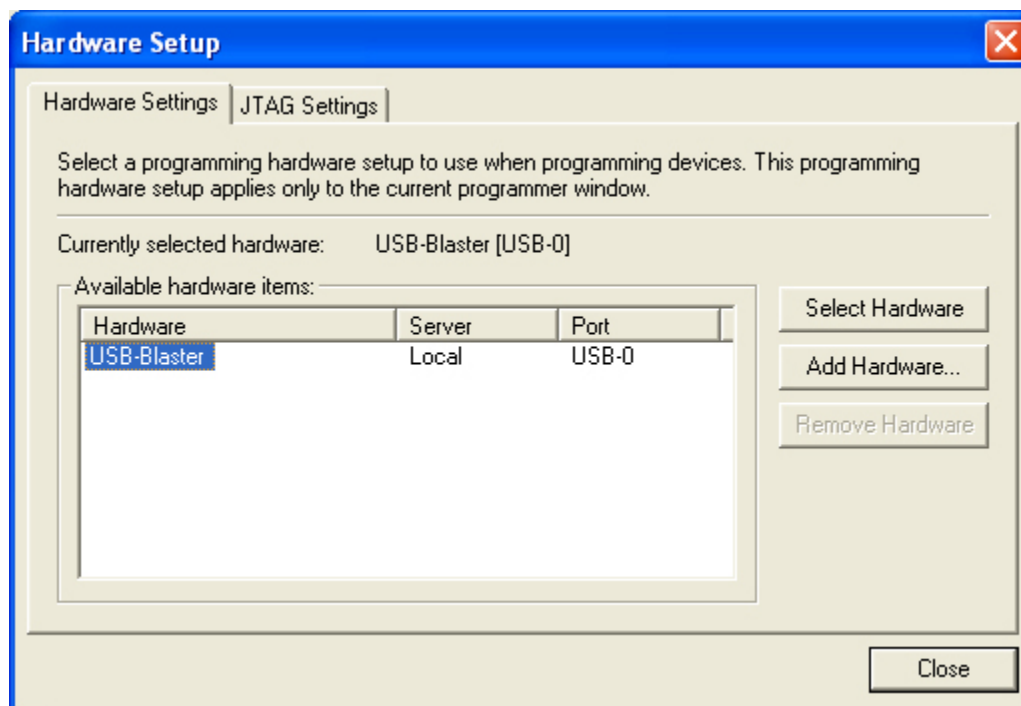 Hardware Setup
Hardware Settings JTAG Settings
Select a programming hardware setup to use when programming devices. This programming
hardware setup applies only to the current programmer window.
Currently selected hardware: USB-Blaster [USB-0]
Available hardware items:
Hardware Server Port
USB-Blaster Local USB-0
Select Hardware
Add Hardware...
Remove Hardware
Close